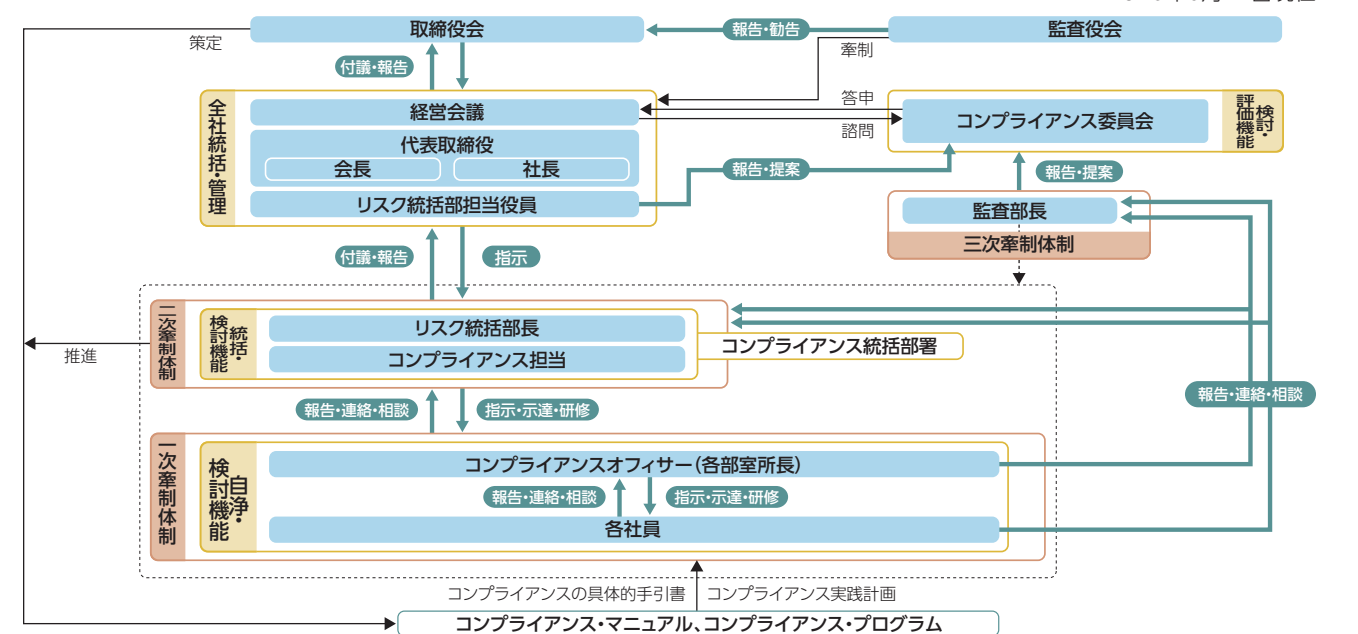 取締役会
報告・勧告
監査役会
策定
牽制
付議・報告
全社統括・管理
経営会議
答申
諮問
コンプライアンス委員会
検討・
評価機能
代表取締役
会長
社長
報告・提案
報告・提案
リスク統括部担当役員
監査部長
三次牽制体制
付議・報告
指示
二次牽制体制
統括・
検討機能
リスク統括部長
コンプライアンス統括部署
コンプライアンス担当
推進
報告・連絡・相談
報告・連絡・相談
指示・示達・研修
一次牽制体制
自浄・
検討機能
コンプライアンスオフィサー(各部室所長)
報告・連絡・相談
指示・示達・研修
各社員
コンプライアンスの具体的手引書
コンプライアンス実践計画
コンプライアンス・マニュアル、コンプライアンス・プログラム